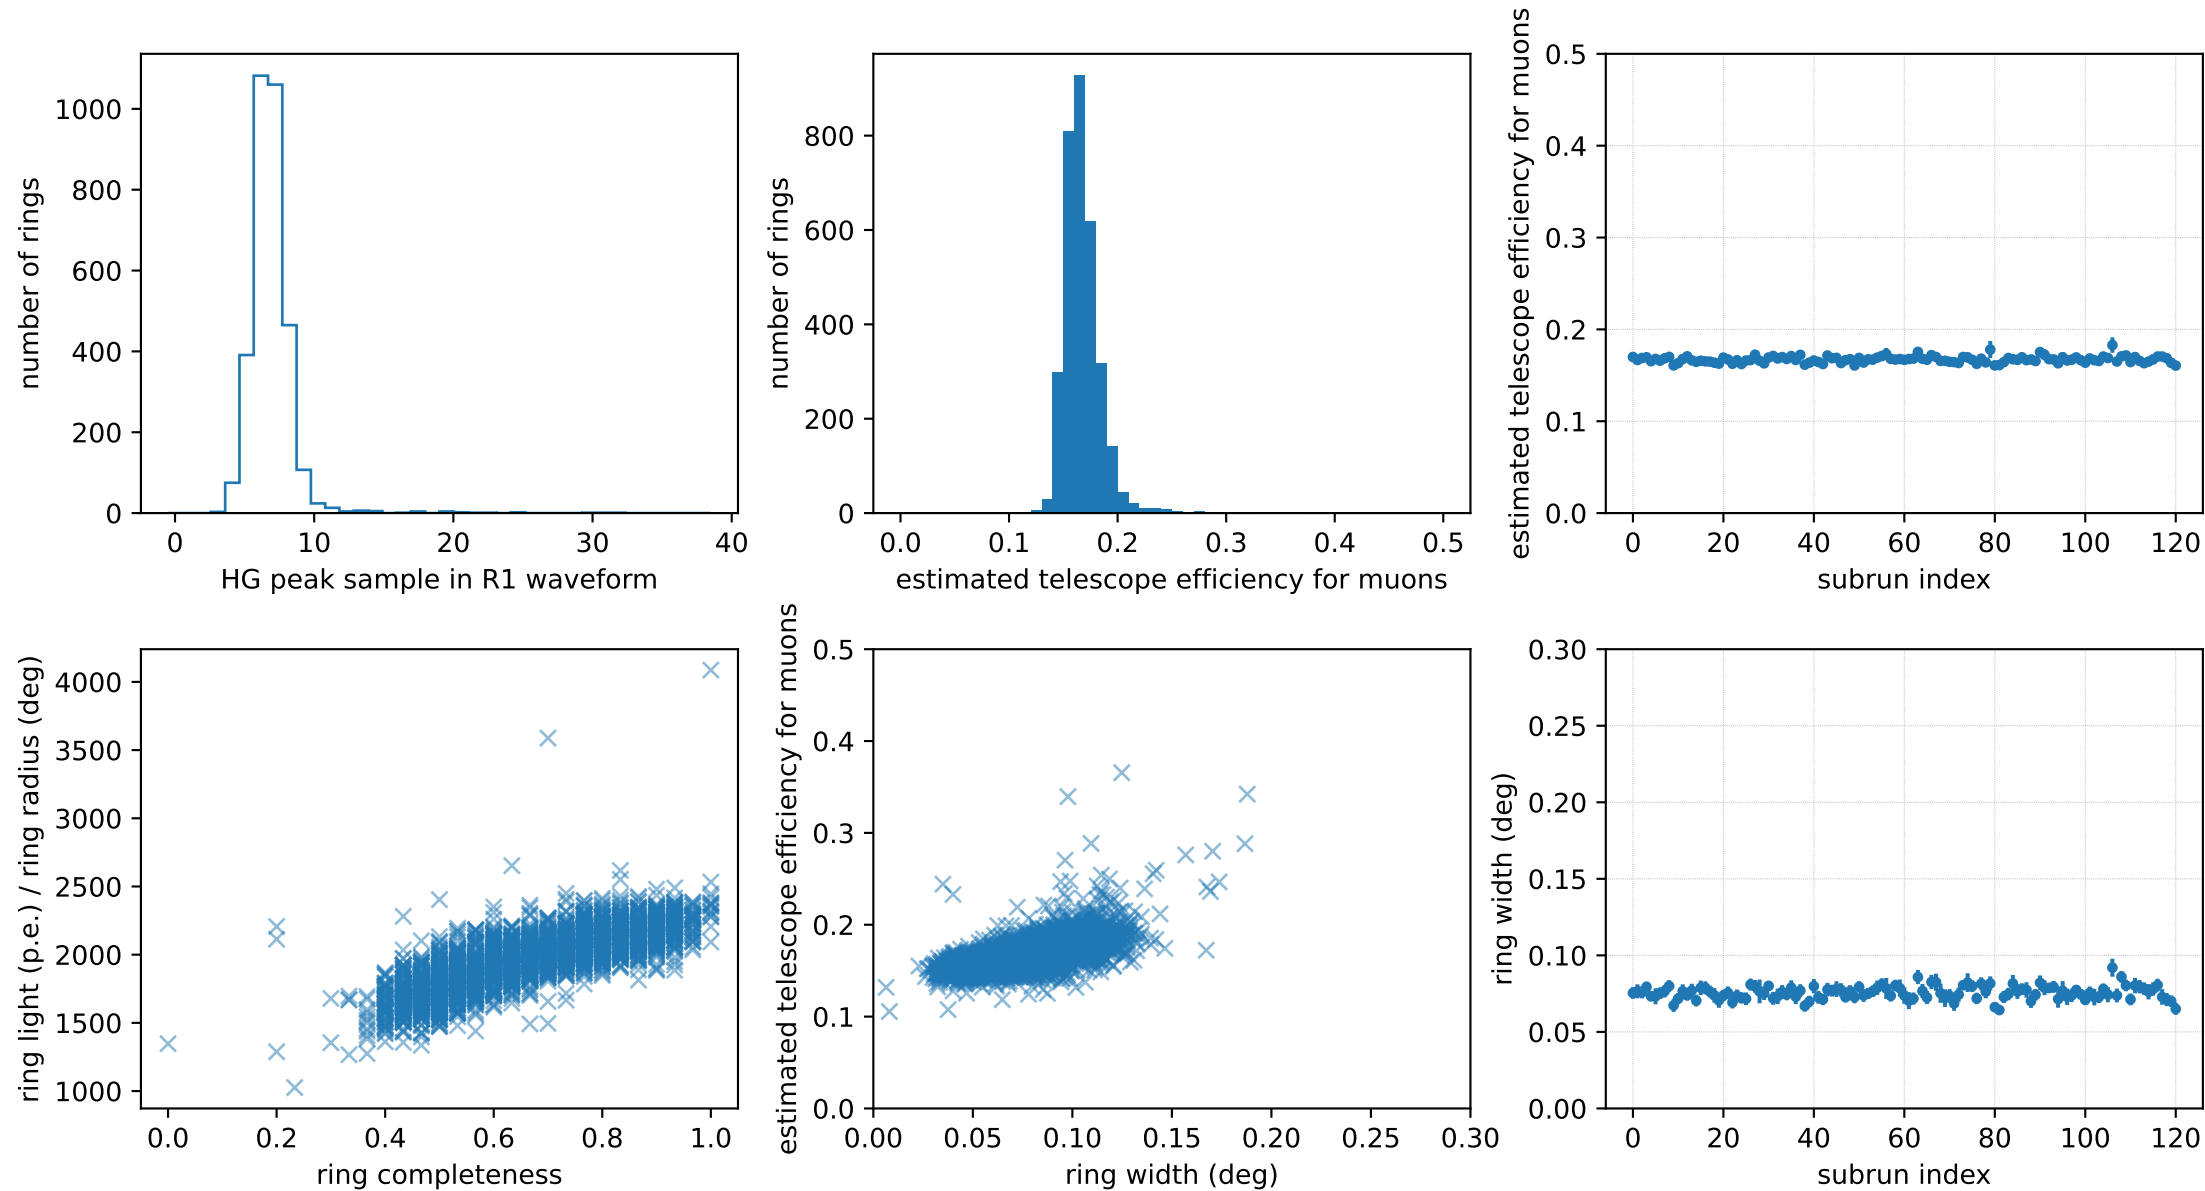 number of rings
1000
800
600
400
200
0
0 10 20 30 40
HG peak sample in R1 waveform
number of rings
800
600
400
200
0
0.0 0.1 0.2 0.3 0.4 0.5
estimated telescope efficiency for muons
estimated telescope efficiency for muons
0.5
0.4
0.3
0.2
0.1
0.0
0 20 40 60 80 100 120
subrun index
ring light (p.e.) / ring radius (deg)
4000
3500
3000
2500
2000
1500
1000
0.0 0.2 0.4 0.6 0.8 1.0
ring completeness
estimated telescope efficiency for muons
0.5
0.4
0.3
0.2
0.1
0.0
0.00 0.05 0.10 0.15 0.20 0.25 0.30
ring width (deg)
ring width (deg)
0.30
0.25
0.20
0.15
0.10
0.05
0.00
0 20 40 60 80 100 120
subrun index